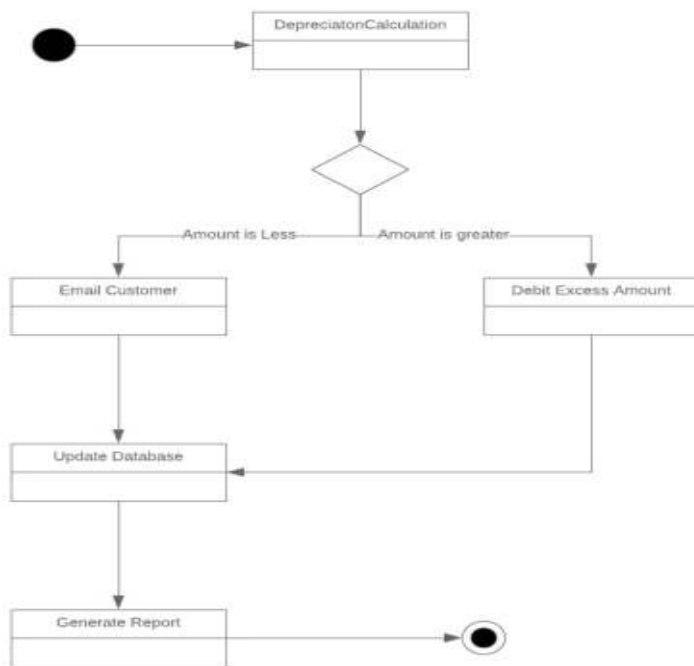 DepreciatonCalculation
Amount is Less
Amount is greater
Email Customer
Debit Excess Amount
Update Database
Generate Report